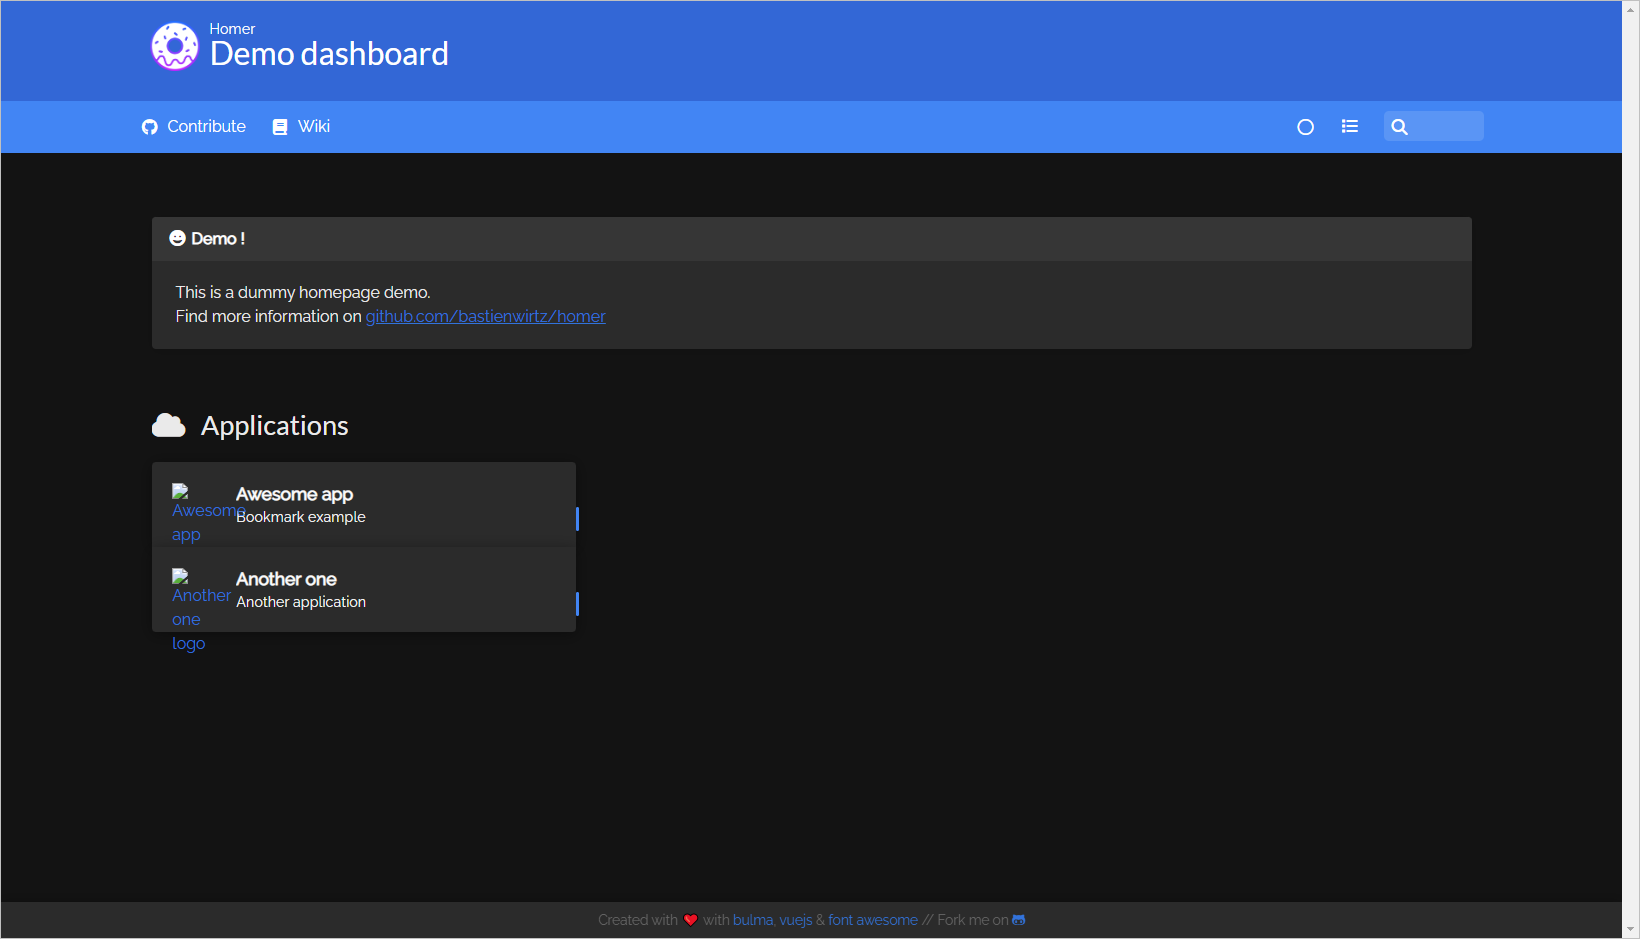 Homer
Demo dashboard
Contribute
Wiki
Demo !
This is a dummy homepage demo.
Find more information on github.com/bastienwirtz/homer
Applications
Awesome app
Awesome app
Bookmark example
Another one
Another one logo
Another application
Created with ❤️ with bulma, vuejs & font awesome // Fork me on